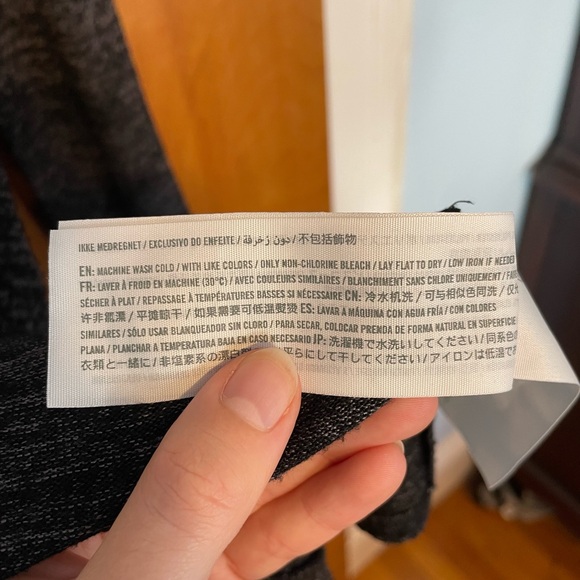 IKKE MEDREGNET / EXCLUSIVO DO ENFEITE / دون زخرفة / 不包括飾物
EN: MACHINE WASH COLD / WITH LIKE COLORS / ONLY NON-CHLORINE BLEACH / LAY FLAT TO DRY / LOW IRON IF NEEDED
FR: LAVER À FROID EN MACHINE (30°C) / AVEC COULEURS SIMILAIRES / BLANCHIMENT SANS CHLORE UNIQUEMENT /
SÉCHER À PLAT / REPASSAGE À TEMPÉRATURES BASSES SI NÉCESSAIRE CN: 冷水机洗 / 可与相似色同洗 /
许非氯漂 / 平摊晾干 / 如果需要可低温熨烫 ES: LAVAR À MÁQUINA CON AGUA FRÍA / CON COLORES
SIMILARES / SÓLO USAR BLANQUEADOR SIN CLORO / PARA SECAR, COLOCAR PRENDA DE FORMA NATURAL EN SUPERFICIE
PLANA / PLANCHAR A TEMPERATURA BAJA EN CASO NECESARIO JP: 洗濯機で水洗いしてください / 同系色の
衣類と一緒に / 非塩素系の漂白 平らにして干してください / アイロンは低温で